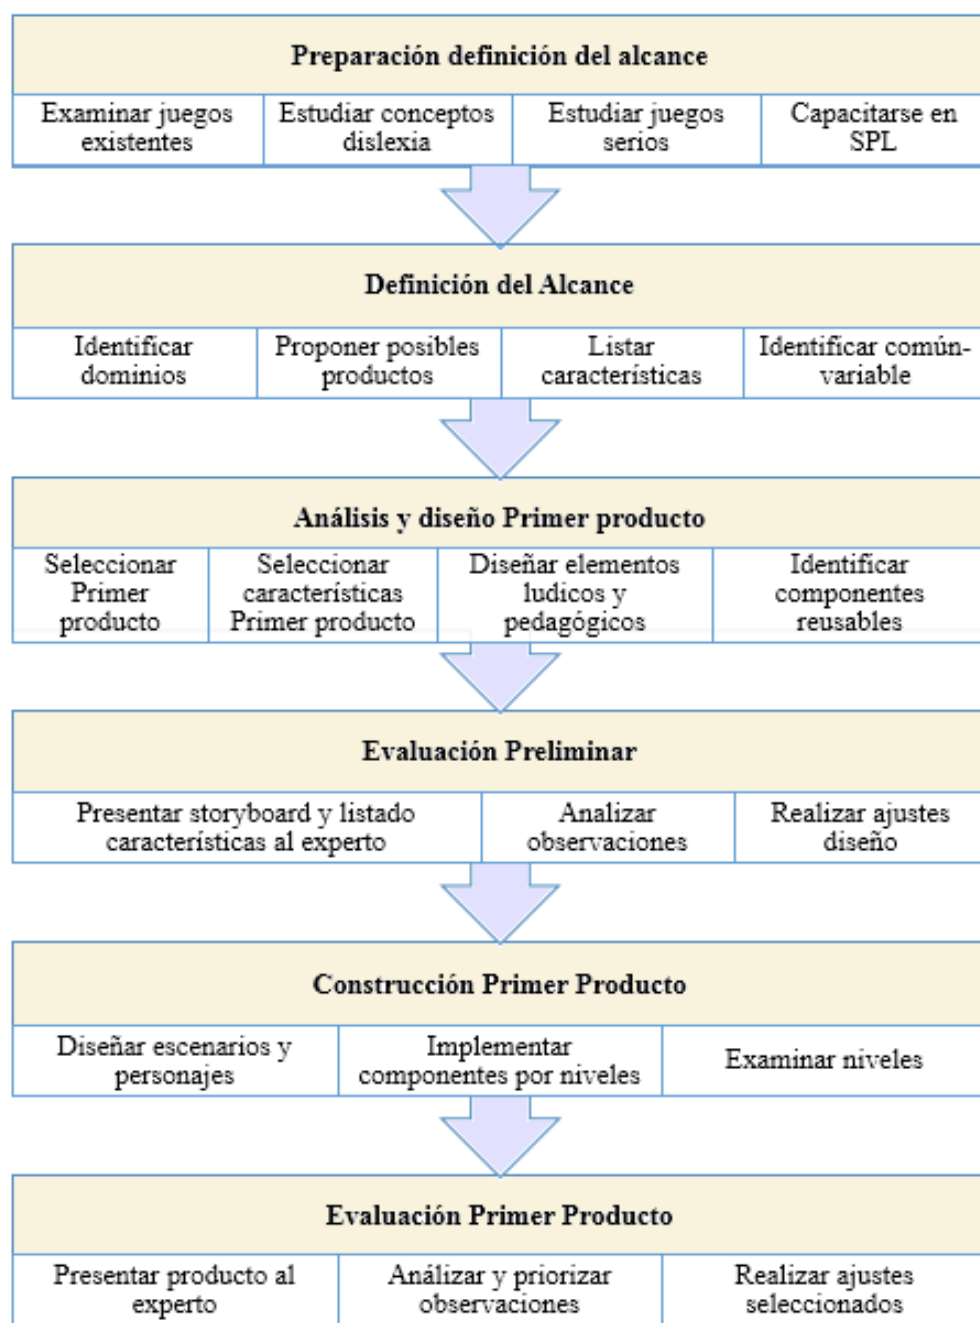 Preparación definición del alcance
Examinar juegos
existentes
Estudiar conceptos
dislexia
Estudiar juegos
serios
Capacitarse en
SPL
Definición del Alcance
Identificar
dominios
Proponer posibles
productos
Listar
características
Identificar común-
variable
Análisis y diseño Primer producto
Seleccionar
Primer
producto
Seleccionar
características
Primer producto
Diseñar elementos
ludicos y
pedagógicos
Identificar
componentes
reusables
Evaluación Preliminar
Presentar storyboard y listado
características al experto
Analizar
observaciones
Realizar ajustes
diseño
Construcción Primer Producto
Diseñar escenarios y
personajes
Implementar
componentes por niveles
Examinar niveles
Evaluación Primer Producto
Presentar producto al
experto
Análizar y priorizar
observaciones
Realizar ajustes
seleccionados